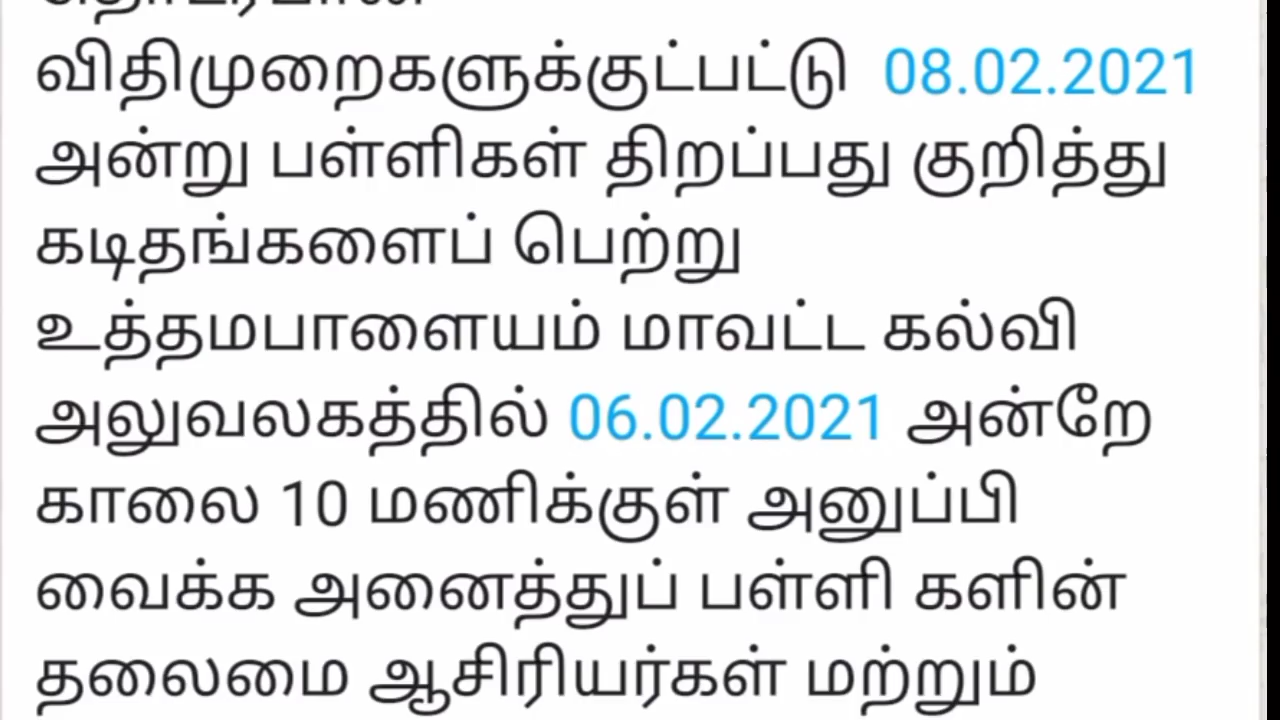 விதிமுறைகளுக்குட்பட்டு 08.02.2021
அன்று பள்ளிகள் திறப்பது குறித்து
கடிதங்களைப் பெற்று
உத்தமபாளையம் மாவட்ட கல்வி
அலுவலகத்தில் 06.02.2021 அன்றே
காலை 10 மணிக்குள் அனுப்பி
வைக்க அனைத்துப் பள்ளி களின்
தலைமை ஆசிரியர்கள் மற்றும்